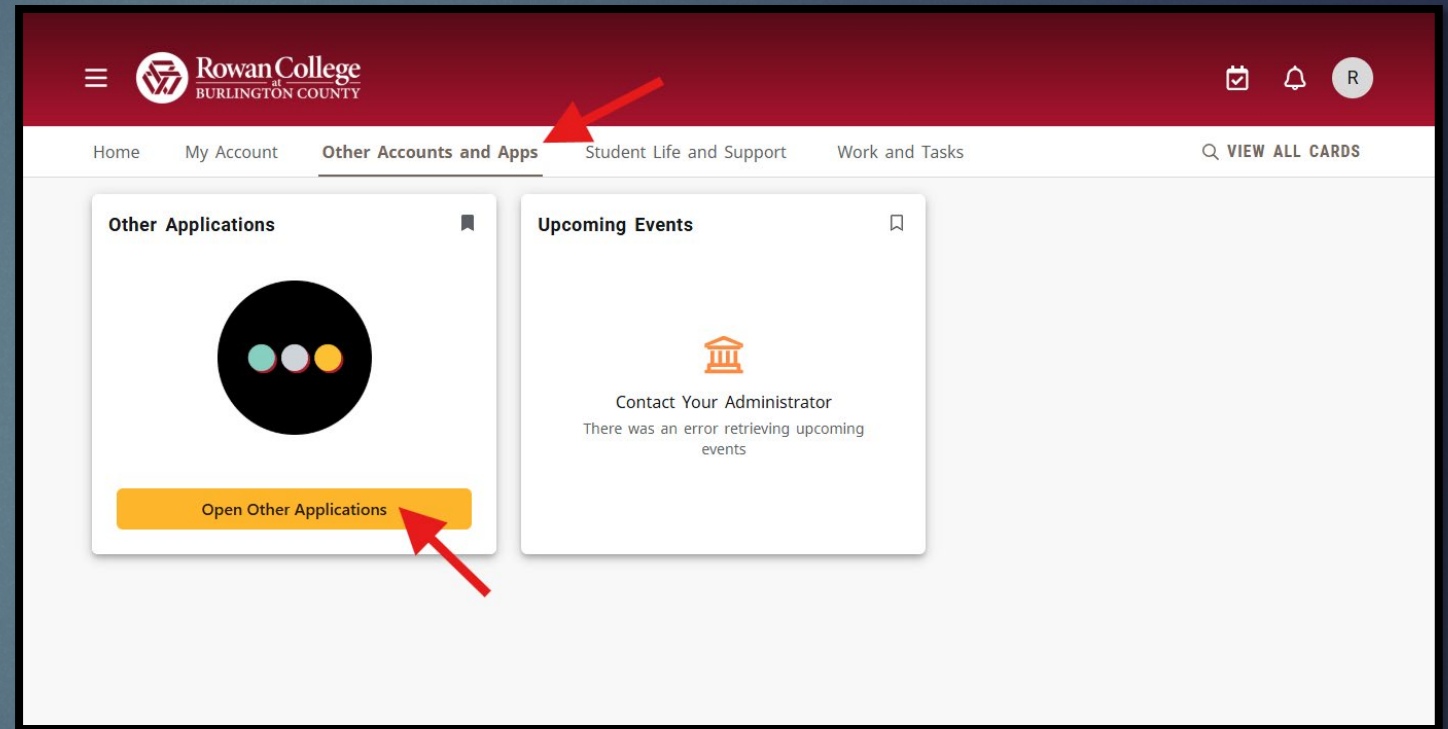 Rowan College
at
BURLINGTON COUNTY
R
Home My Account Other Accounts and Apps Student Life and Support Work and Tasks VIEW ALL CARDS
Other Applications
Open Other Applications
Upcoming Events
Contact Your Administrator
There was an error retrieving upcoming
events